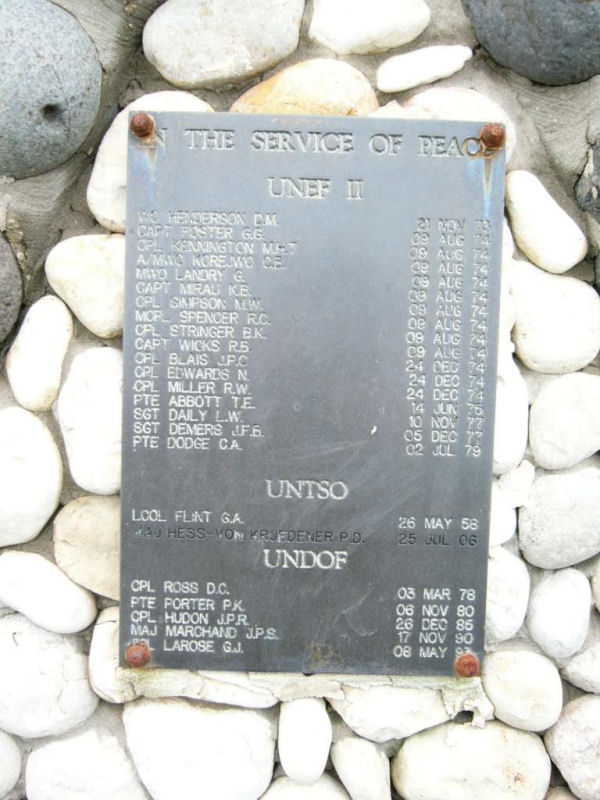 IN THE SERVICE OF PEACE
UNEF II
WO HENDERSON D.M. 21 NOV 73
CAPT FOSTER G.G. 09 AUG 74
CPL KENNINGTON M.H.T 09 AUG 74
A/MWO KOREJWO C.B. 09 AUG 74
MWO LANDRY G. 09 AUG 74
CAPT MIRAU K.B. 09 AUG 74
CPL SIMPSON M.W. 09 AUG 74
MCPL SPENCER R.C. 09 AUG 74
CPL STRINGER B.K. 09 AUG 74
CAPT WICKS R.B. 09 AUG 74
CPL BLAIS J.P.C 24 DEC 74
CPL EDWARDS N. 24 DEC 74
CPL MILLER R.W. 24 DEC 74
PTE ABBOTT T.E. 14 JUN 75
SGT DAILY L.W. 10 NOV 77
SGT DEMERS J.F.B. 05 DEC 77
PTE DODGE C.A. 02 JUL 79
UNTSO
LCOL FLINT G.A. 26 MAY 58
MAJ HESS-VON KRUEDENER P.D. 25 JUL 06
UNDOF
CPL ROSS D.C. 03 MAR 78
PTE PORTER P.K. 06 NOV 80
CPL HUDON J.P.R. 26 DEC 85
MAJ MARCHAND J.P.S. 17 NOV 90
CPL LAROSE G.J. 08 MAY 93